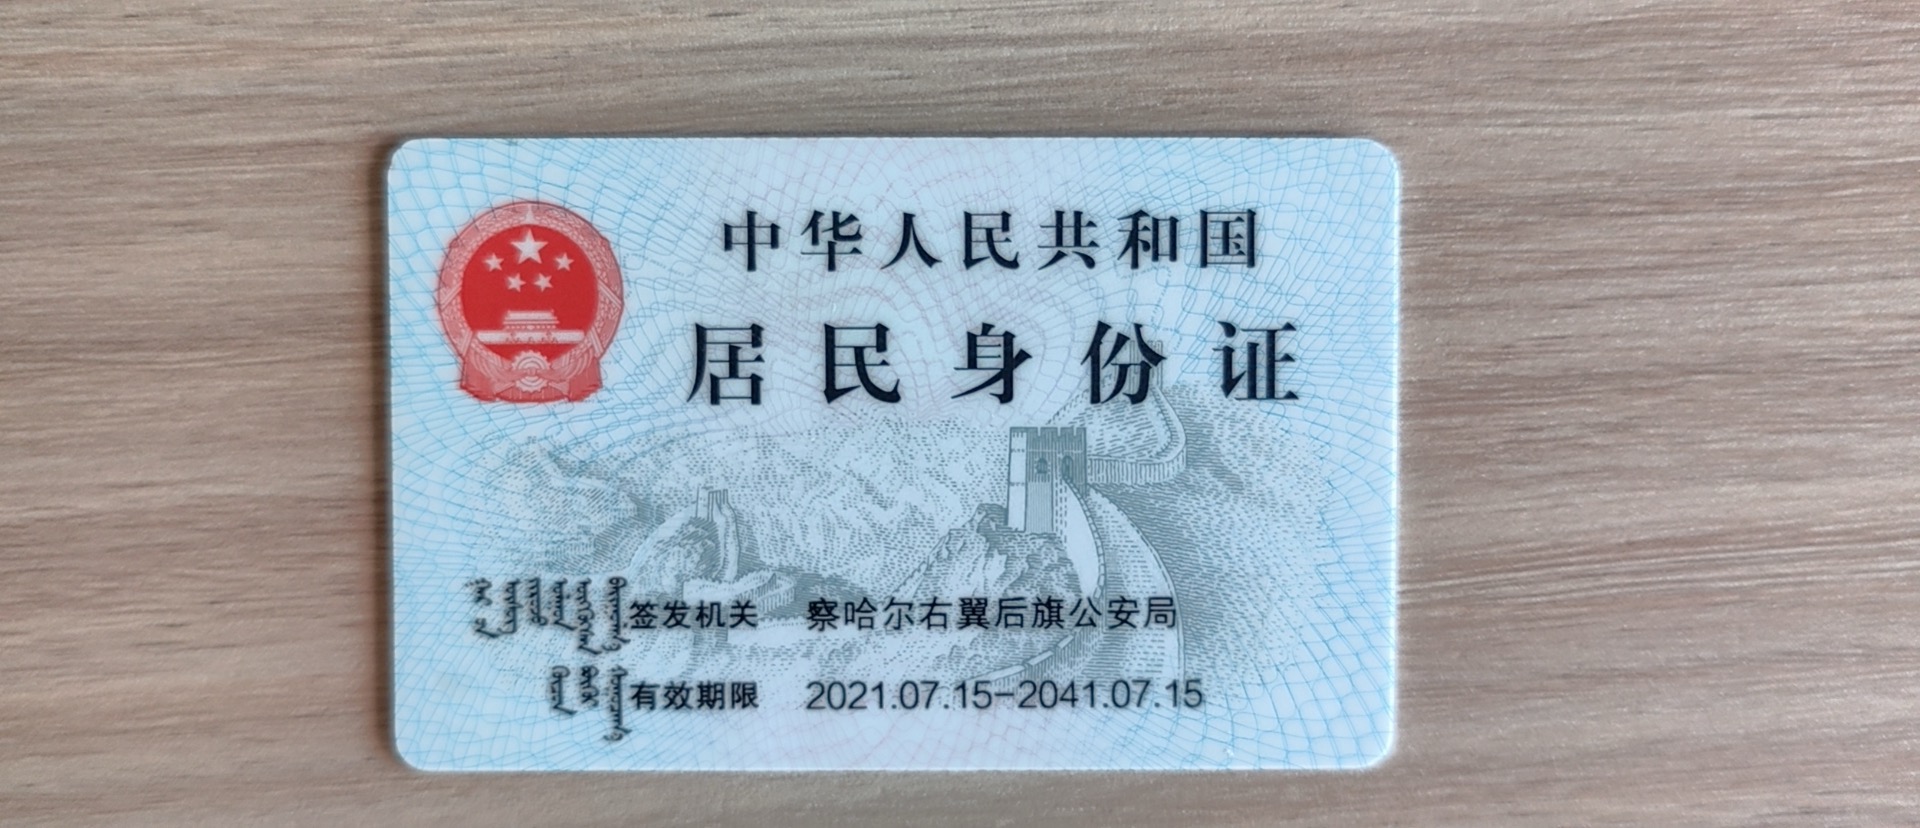 中华人民共和国
居民身份证
签发机关 察哈尔右翼后旗公安局
有效期限 2021.07.15-2041.07.15